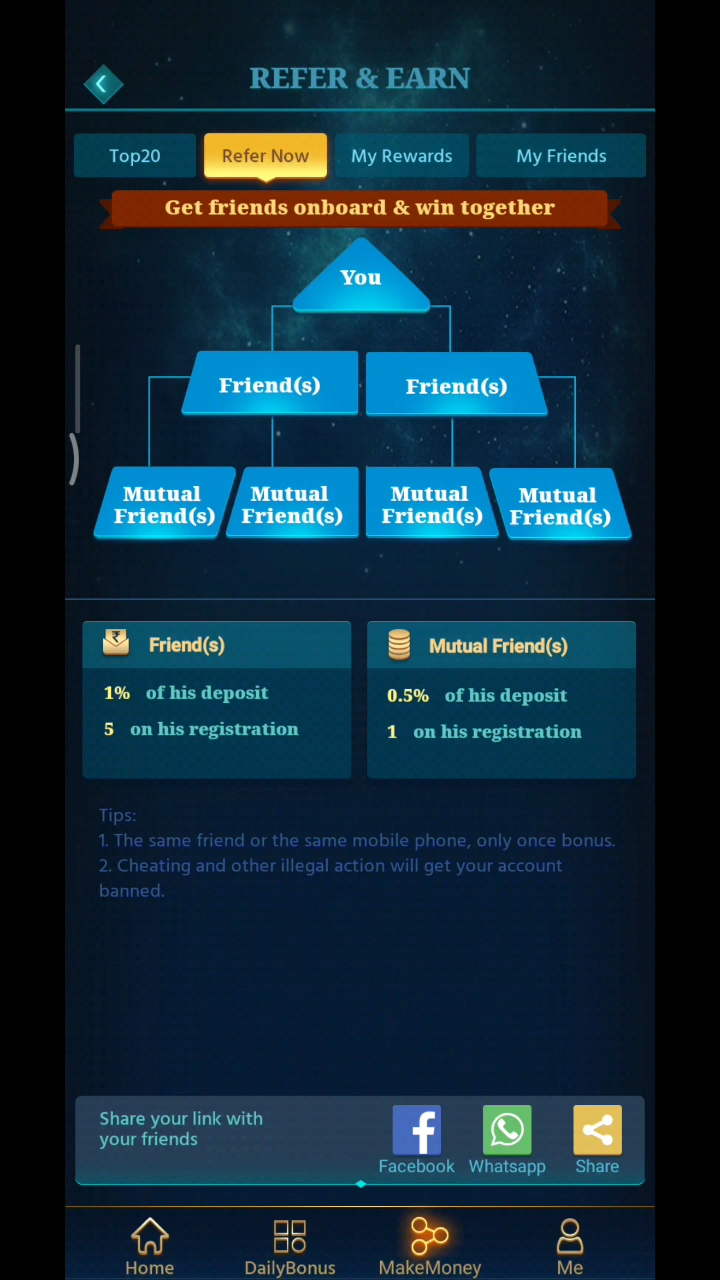 REFER & EARN
Top20
Refer Now
My Rewards
My Friends
Get friends onboard & win together
You
Friend(s)
Friend(s)
Mutual
Friend(s)
Mutual
Friend(s)
Mutual
Friend(s)
Mutual
Friend(s)
₹
Friend(s)
1% of his deposit
5 on his registration
Mutual Friend(s)
0.5% of his deposit
1 on his registration
Tips:
1. The same friend or the same mobile phone, only once bonus.
2. Cheating and other illegal action will get your account
banned.
Share your link with
your friends
Facebook
Whatsapp
Share
Home
DailyBonus
MakeMoney
Me